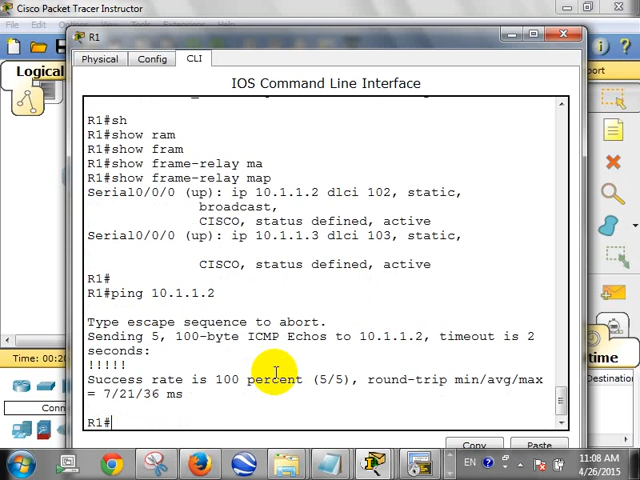 Cisco Packet Tracer Instructor
File Edit
R1
Physical Config CLI
Logical
IOS Command Line Interface
R1#sh
R1#show ram
R1#show fram
R1#show frame-relay ma
R1#show frame-relay map
Serial0/0/0 (up): ip 10.1.1.2 dlci 102, static,
broadcast,
CISCO, status defined, active
Serial0/0/0 (up): ip 10.1.1.3 dlci 103, static,
CISCO, status defined, active
R1#
R1#ping 10.1.1.2
Type escape sequence to abort.
Sending 5, 100-byte ICMP Echos to 10.1.1.2, timeout is 2
seconds:
!!!!!
Success rate is 100 percent (5/5), round-trip min/avg/max
= 7/21/36 ms
R1#
Copy Paste
Time: 00:2
Conn
Destination
EN
11:08 AM
4/26/2015